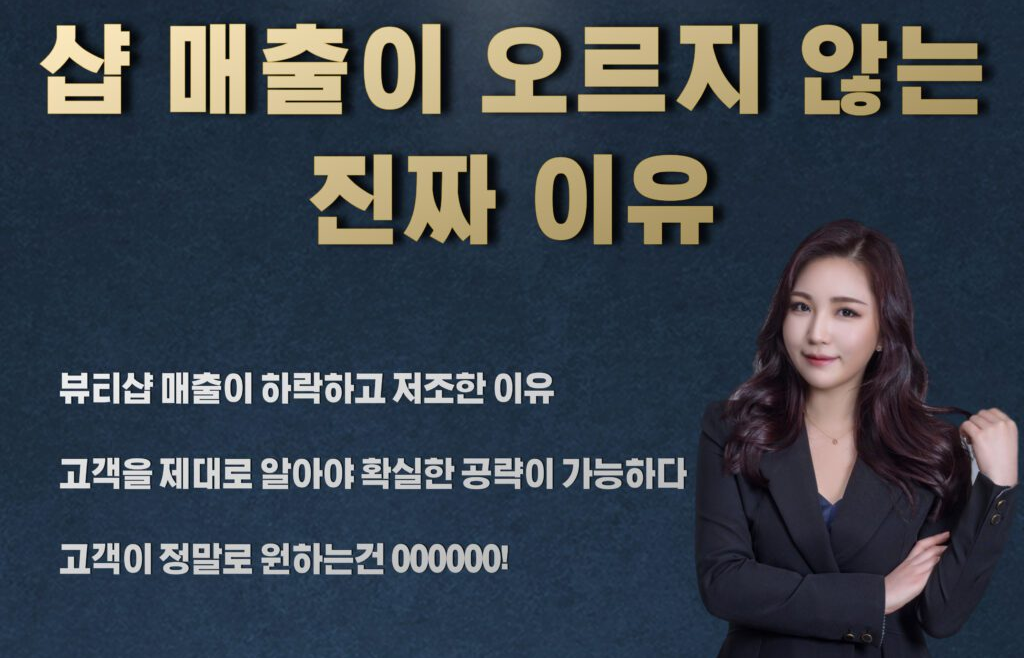 샵 매출이 오르지 않는
진짜 이유
뷰티샵 매출이 하락하고 저조한 이유
고객을 제대로 알아야 확실한 공략이 가능하다
고객이 정말로 원하는건 000000!